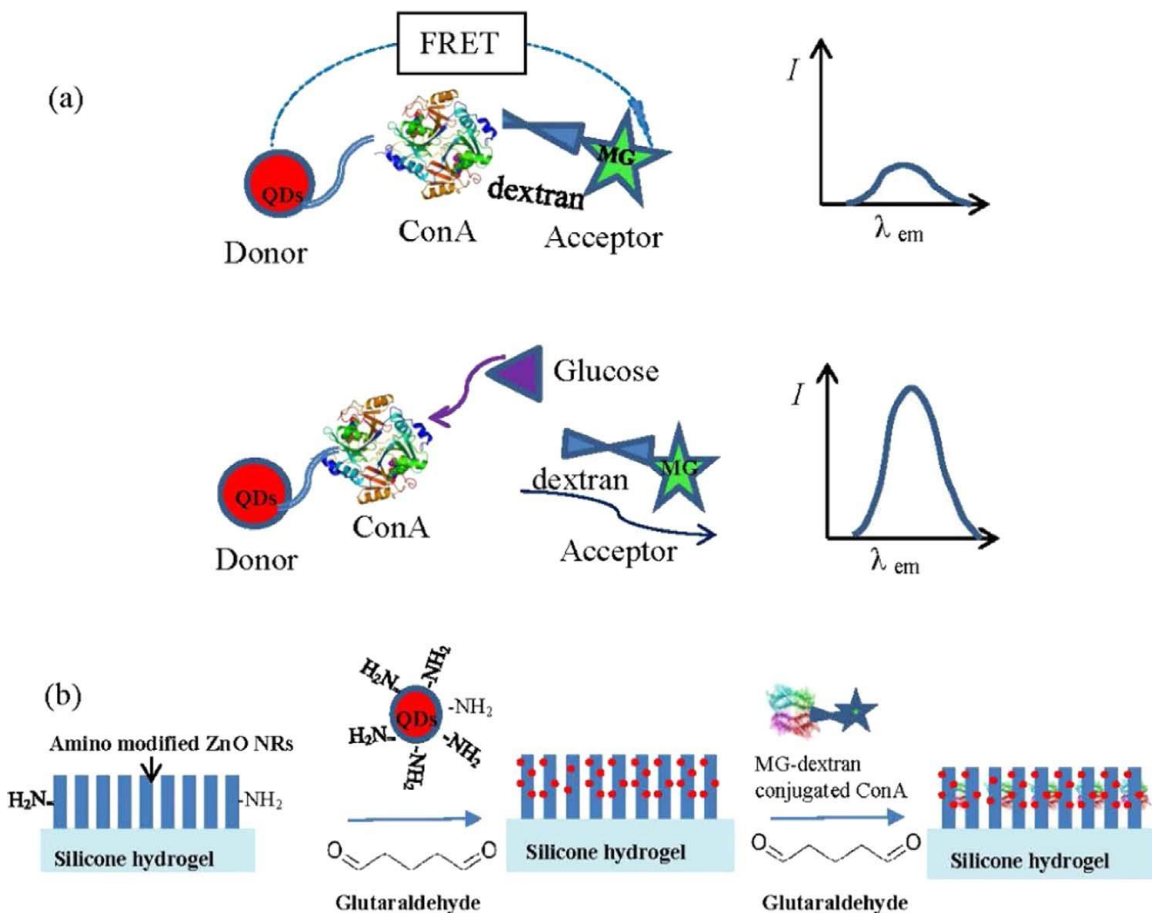 (a)
FRET
I
QDs
MG
dextran
ConA
Donor
Acceptor
λ em
Glucose
I
QDs
dextran
MG
ConA
Donor
Acceptor
λ em
(b)
Amino modified ZnO NRs
H₂N-
-NH₂
Silicone hydrogel
H₂N-
-NH₂
QDs
-NH₂
H₂N-
-NH₂
-NH₂
O
O
Glutaraldehyde
Silicone hydrogel
MG-dextran
conjugated ConA
O
O
Glutaraldehyde
Silicone hydrogel